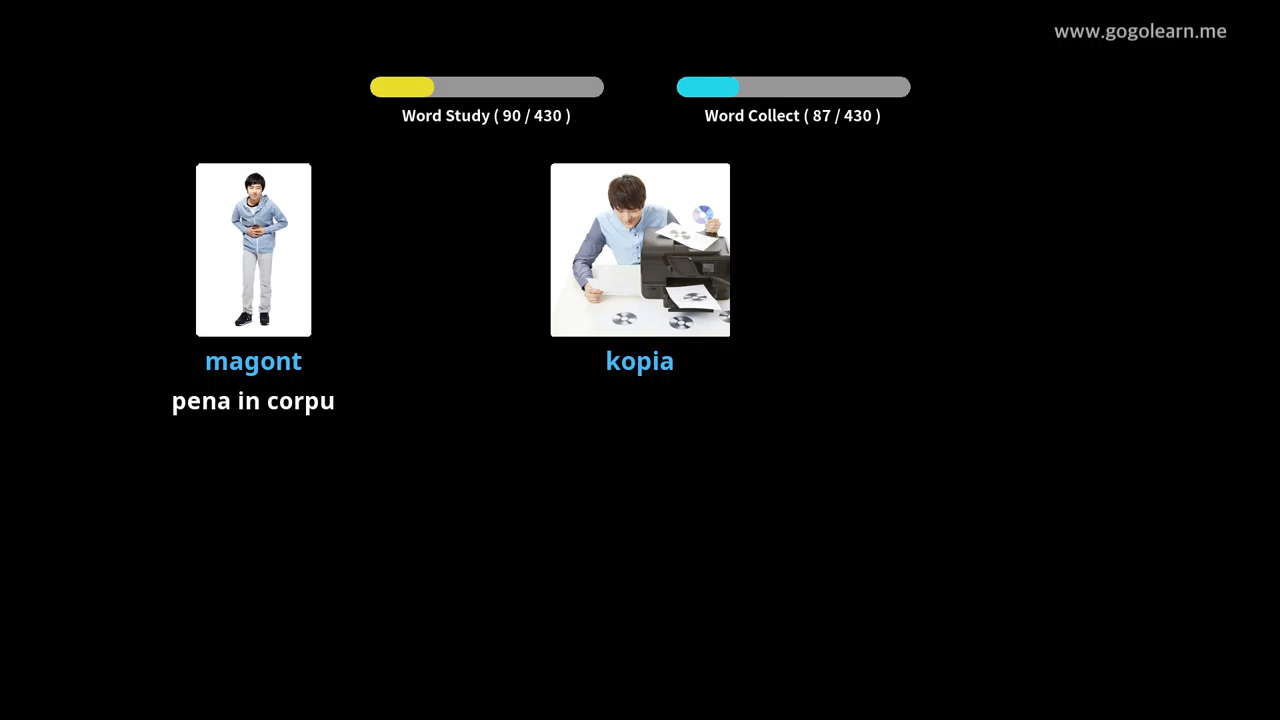 www.gogolearn.me
Word Study ( 90 / 430 )
Word Collect ( 87 / 430 )
magont
kopia
pena in corpu